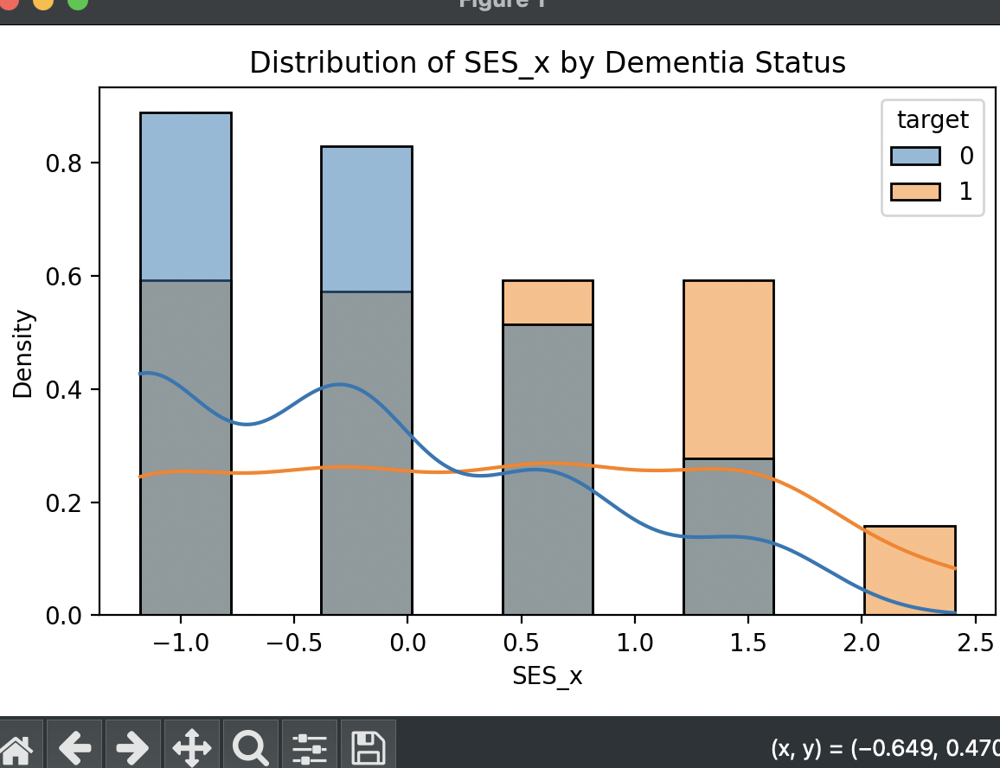 Figure 1
Distribution of SES_x by Dementia Status
target
0
1
Density
0.8
0.6
0.4
0.2
0.0
−1.0 −0.5 0.0 0.5 1.0 1.5 2.0 2.5
SES_x
(x, y) = (−0.649, 0.470